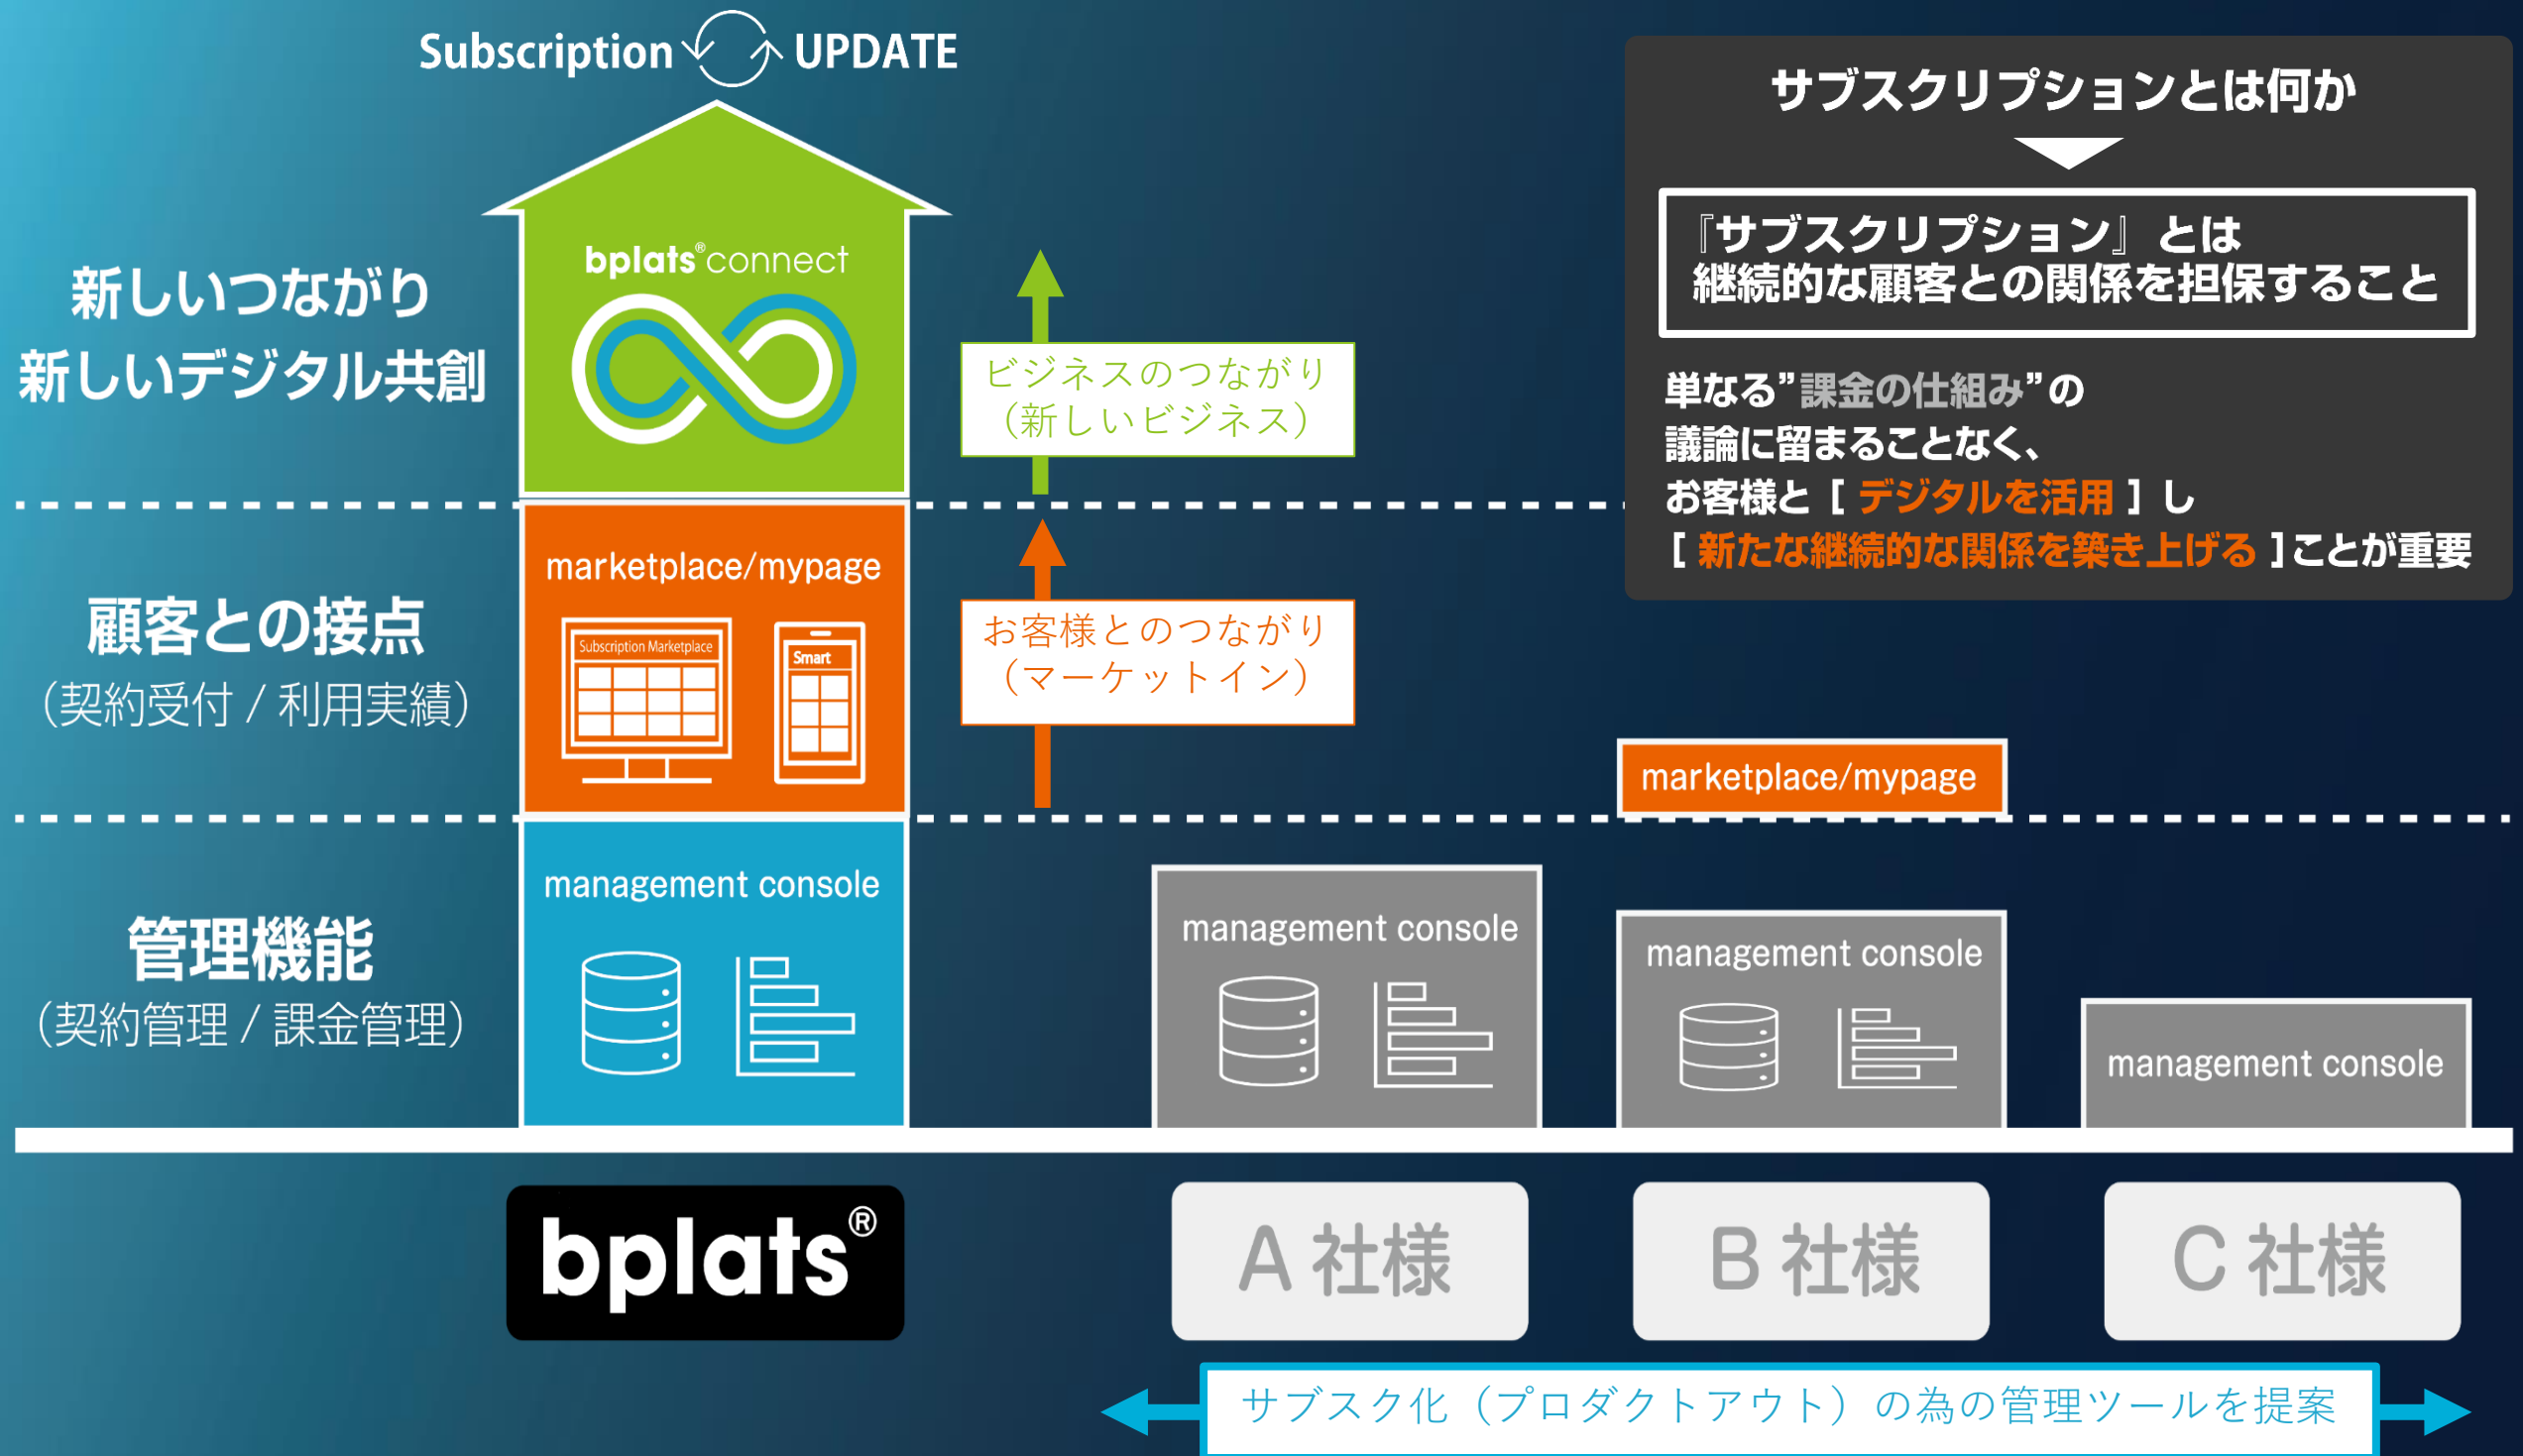 Subscription UPDATE
サブスクリプションとは何か
『サブスクリプション』とは
継続的な顧客との関係を担保すること
単なる”課金の仕組み”の
議論に留まることなく、
お客様と[デジタルを活用]し
[新たな継続的な関係を築き上げる]ことが重要
新しいつながり
新しいデジタル共創
bplats®connect
ビジネスのつながり
（新しいビジネス）
顧客との接点
（契約受付 / 利用実績）
marketplace/mypage
Subscription Marketplace
Smart
お客様とのつながり
（マーケットイン）
marketplace/mypage
管理機能
（契約管理 / 課金管理）
management console
management console
management console
management console
bplats®
A 社様
B 社様
C 社様
サブスク化（プロダクトアウト）の為の管理ツールを提案